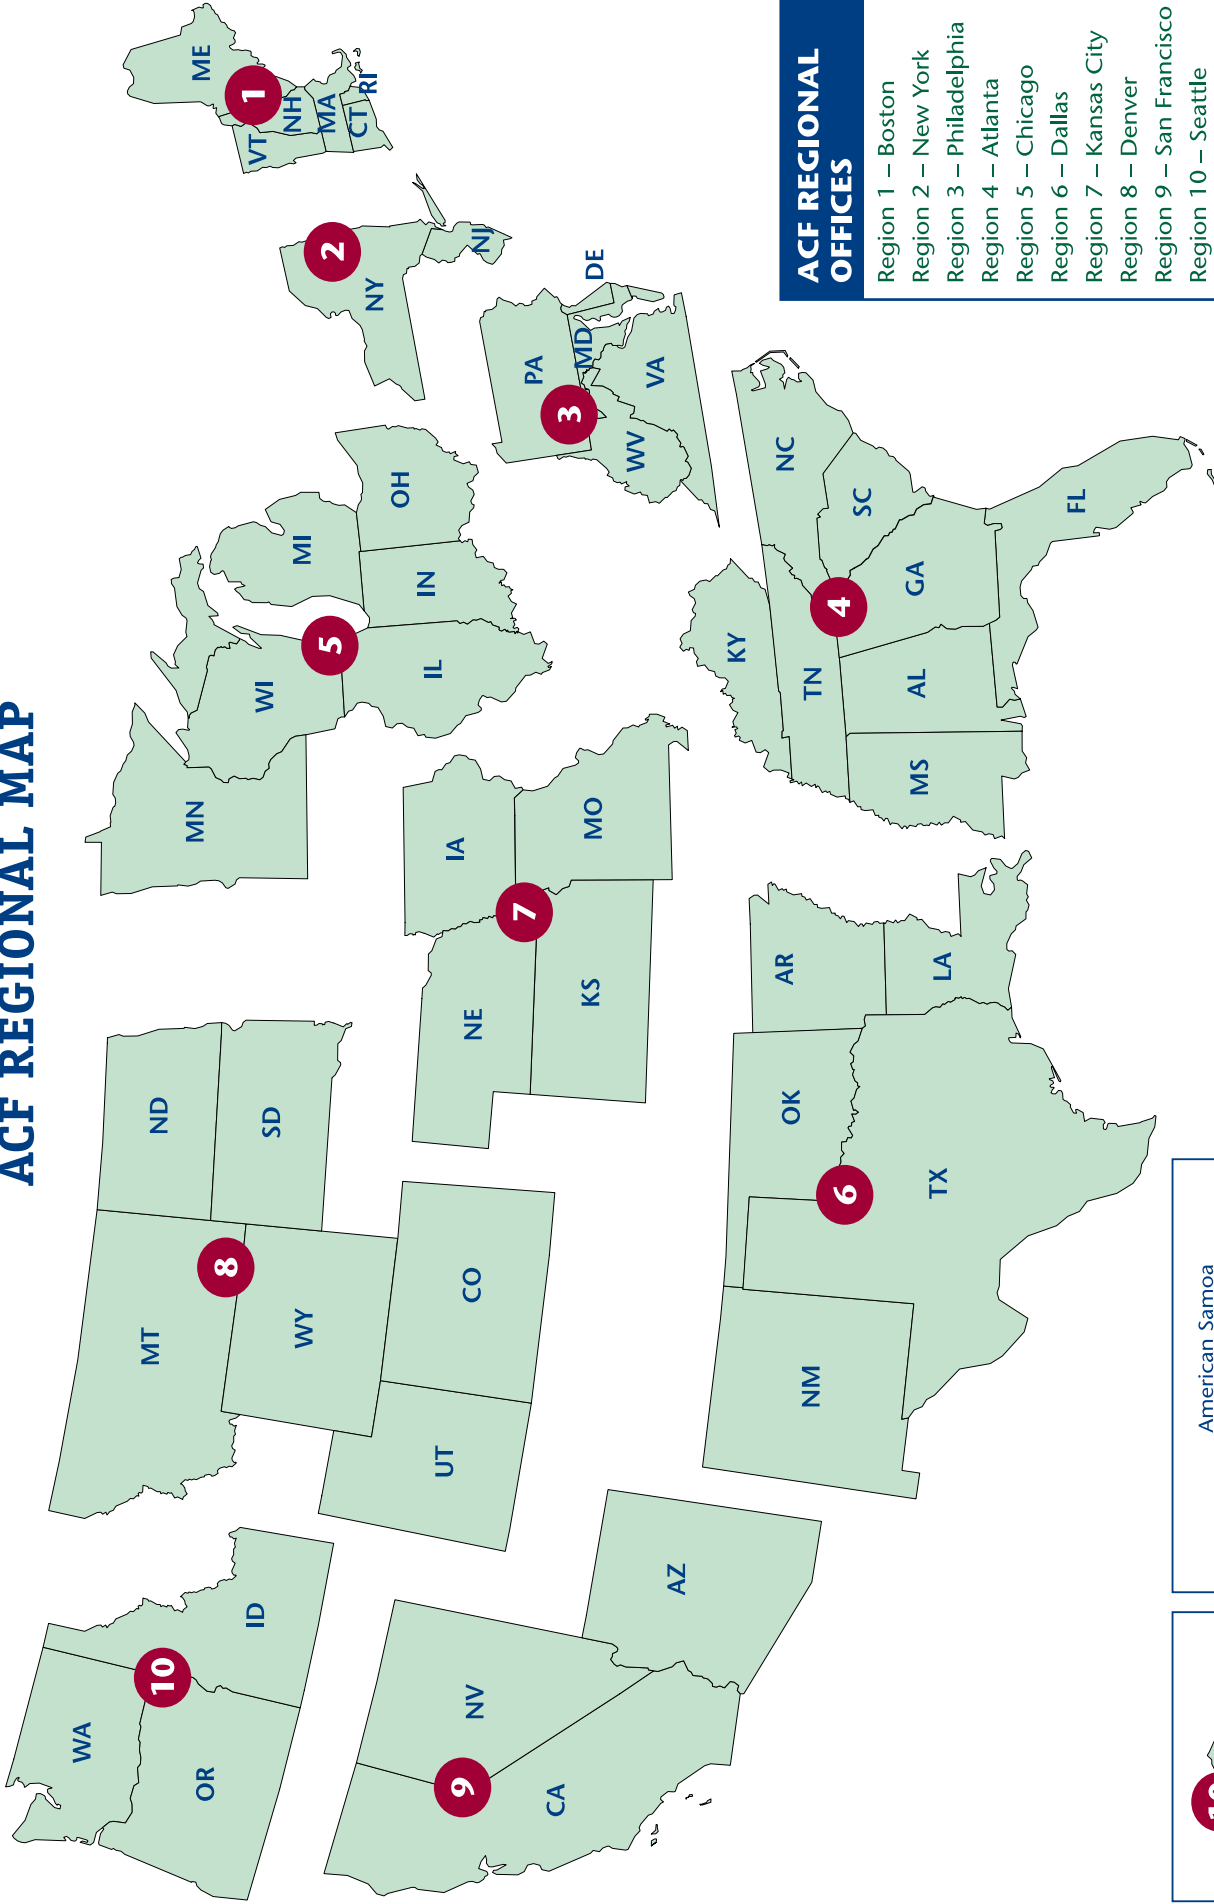 ACF REGIONAL MAP
WA
OR
ID
10
MT
ND
SD
WY
UT
CO
8
MN
WI
MI
IL
IN
OH
5
NY
NJ
2
ME
VT
NH
MA
CT
RI
1
NV
CA
AZ
9
NE
IA
KS
MO
7
PA
MD
DE
WV
VA
3
NM
OK
TX
AR
LA
6
KY
TN
NC
SC
MS
AL
GA
FL
4
ACF REGIONAL
OFFICES
Region 1 – Boston
Region 2 – New York
Region 3 – Philadelphia
Region 4 – Atlanta
Region 5 – Chicago
Region 6 – Dallas
Region 7 – Kansas City
Region 8 – Denver
Region 9 – San Francisco
Region 10 – Seattle
10
American Samoa